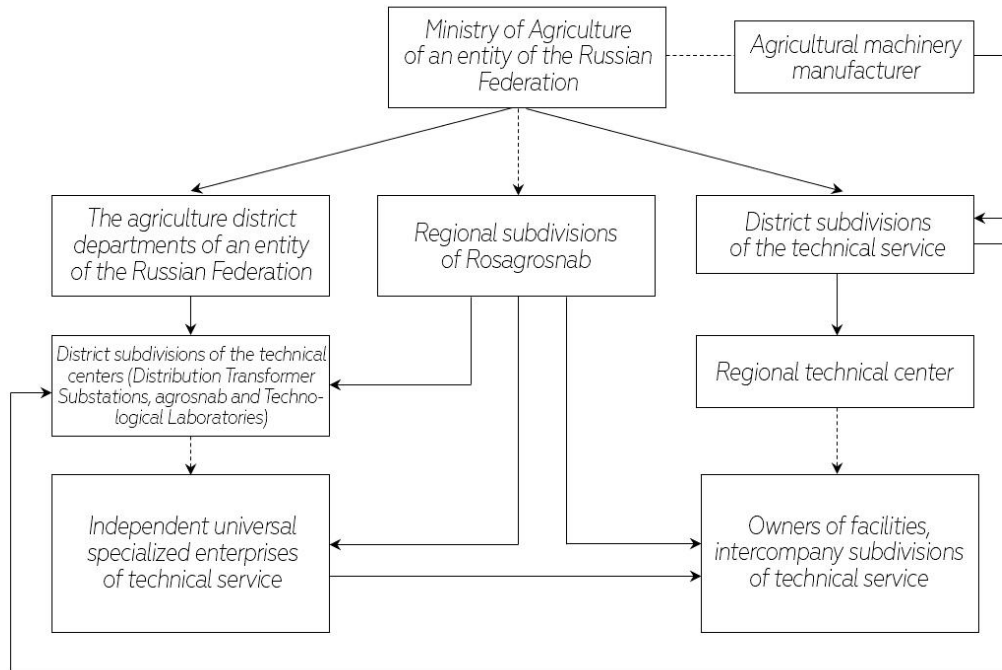 Ministry of Agriculture
of an entity of the Russian
Federation
Agricultural machinery
manufacturer
The agriculture district
departments of an entity
of the Russian Federation
Regional subdivisions
of Rosagrosnab
District subdivisions
of the technical service
District subdivisions of the technical
centers (Distribution Transformer
Substations, agrosnab and Techno-
logical Laboratories)
Regional technical center
Independent universal
specialized enterprises
of technical service
Owners of facilities,
intercompany subdivisions
of technical service